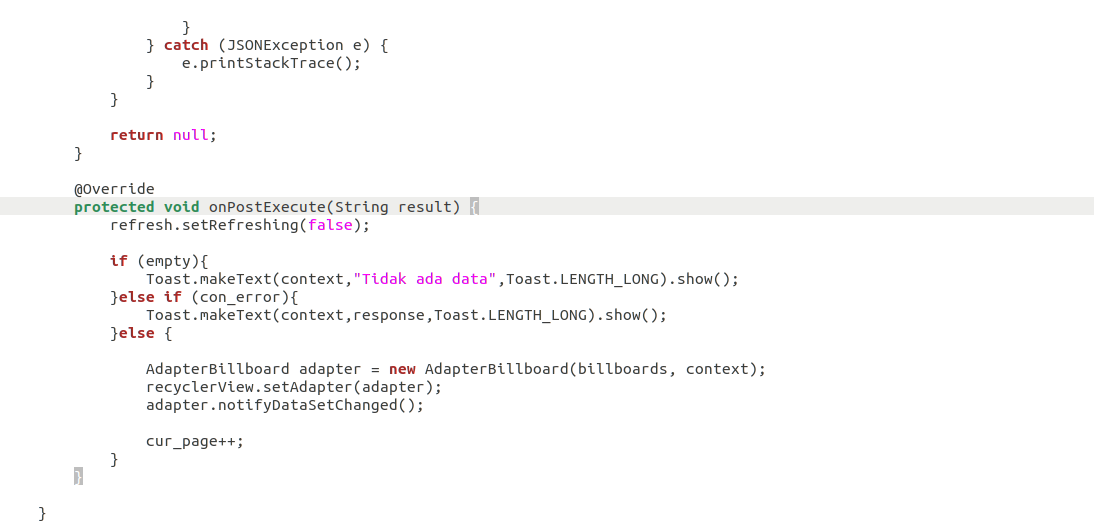 }
} catch (JSONException e) {
e.printStackTrace();
}
}
return null;
}
@Override
protected void onPostExecute(String result) {
refresh.setRefreshing(false);
if (empty){
Toast.makeText(context,"Tidak ada data",Toast.LENGTH_LONG).show();
}else if (con_error){
Toast.makeText(context,response,Toast.LENGTH_LONG).show();
}else {
AdapterBillboard adapter = new AdapterBillboard(billboards, context);
recyclerView.setAdapter(adapter);
adapter.notifyDataSetChanged();
cur_page++;
}
}
}